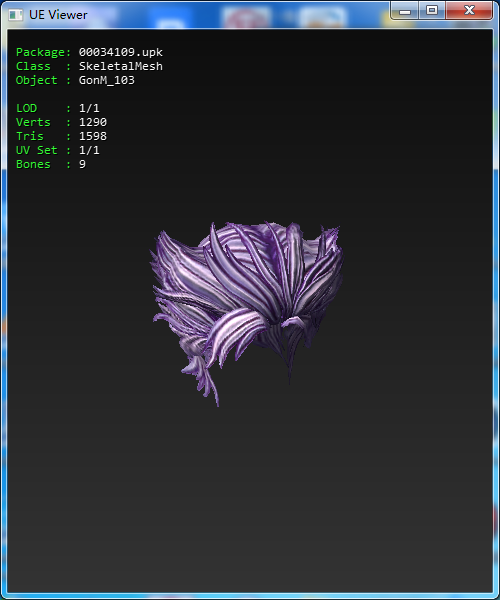 UE Viewer
Package: 00034109.upk
Class : SkeletalMesh
Object : GonM_103
LOD : 1/1
Verts : 1290
Tris : 1598
UV Set : 1/1
Bones : 9